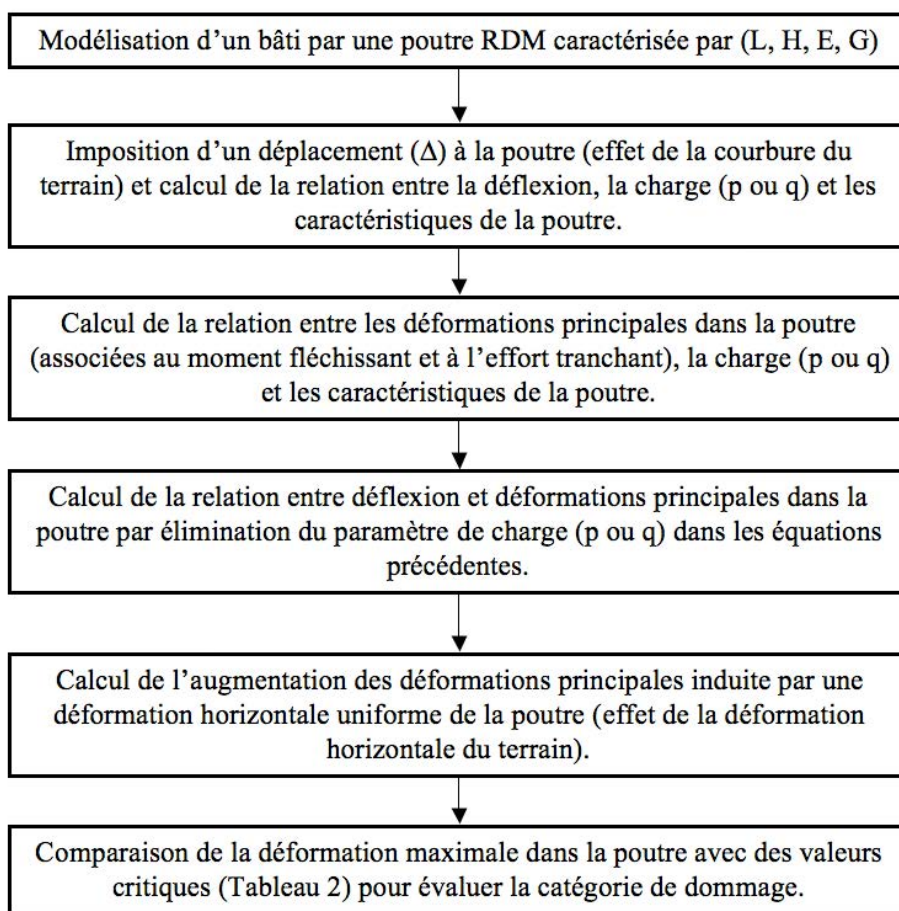 Modélisation d’un bâti par une poutre RDM caractérisée par (L, H, E, G)
Imposition d’un déplacement (Δ) à la poutre (effet de la courbure du
terrain) et calcul de la relation entre la déflexion, la charge (p ou q) et les
caractéristiques de la poutre.
Calcul de la relation entre les déformations principales dans la poutre
(associées au moment fléchissant et à l’effort tranchant), la charge (p ou q)
et les caractéristiques de la poutre.
Calcul de la relation entre déflexion et déformations principales dans la
poutre par élimination du paramètre de charge (p ou q) dans les équations
précédentes.
Calcul de l’augmentation des déformations principales induite par une
déformation horizontale uniforme de la poutre (effet de la déformation
horizontale du terrain).
Comparaison de la déformation maximale dans la poutre avec des valeurs
critiques (Tableau 2) pour évaluer la catégorie de dommage.